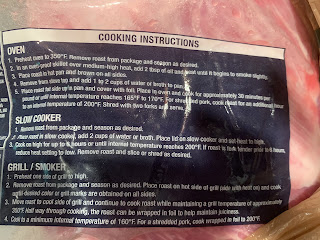 COOKING INSTRUCTIONS
OVEN
1. Preheat oven to 350°F. Remove roast from package and season as desired.
2. In an oven-proof skillet over medium-high heat, add 2 tbsp of oil and heat until it begins to smoke slightly.
3. Place roast in hot pan and brown on all sides.
4. Remove from stove top and add 1 to 2 cups of water or broth to pan.
5. Place roast fat side up in pan and cover with foil. Place in oven and cook for approximately 30 minutes per
pound or until internal temperature reaches 165°F to 170°F. For shredded pork, cook roast for an additional hour
to an internal temperature of 200°F. Shred with two forks and serve.
SLOW COOKER
1. Remove roast from package and season as desired.
2. Place roast in slow cooker, add 2 cups of water or broth. Place lid on slow cooker and set heat to high.
3. Cook on high for up to 6 hours or until internal temperature reaches 200°F. If roast is fork tender prior to 6 hours,
reduce heat setting to low. Remove roast and slice or shred as desired.
GRILL / SMOKER
1. Preheat one side of grill to high.
2. Remove roast from package and season as desired. Place roast on hot side of grill pan with heat on) and cook
until desired color or grill marks are obtained on all sides.
3. Move roast to cool side of grill and continue to cook roast while maintaining a grill temperature of approximately
350°F. Half way through cooking, the roast can be wrapped in foil to help maintain juiciness.
4. Cook to a minimum internal temperature of 160°F. For a shredded pork, cook wrapped in foil to 200°F.